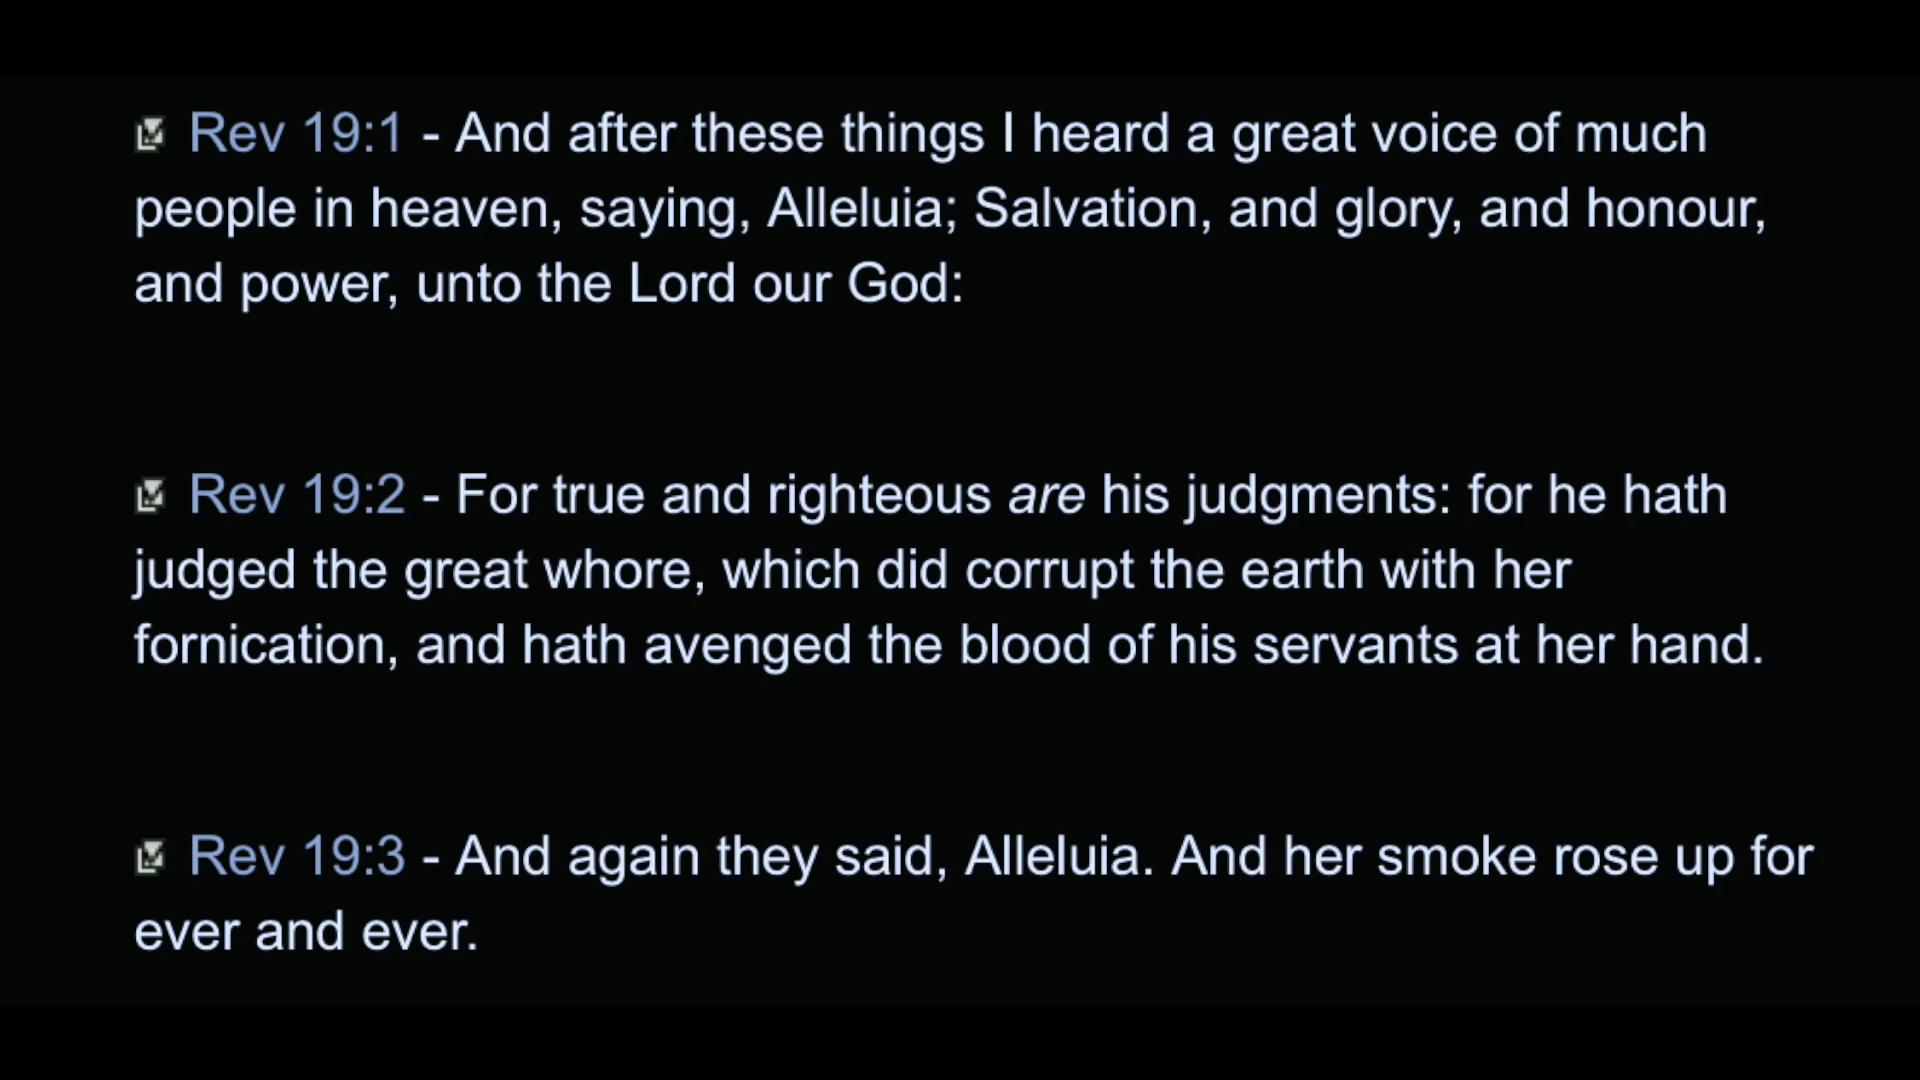 Rev 19:1 - And after these things I heard a great voice of much
people in heaven, saying, Alleluia; Salvation, and glory, and honour,
and power, unto the Lord our God:
Rev 19:2 - For true and righteous are his judgments: for he hath
judged the great whore, which did corrupt the earth with her
fornication, and hath avenged the blood of his servants at her hand.
Rev 19:3 - And again they said, Alleluia. And her smoke rose up for
ever and ever.